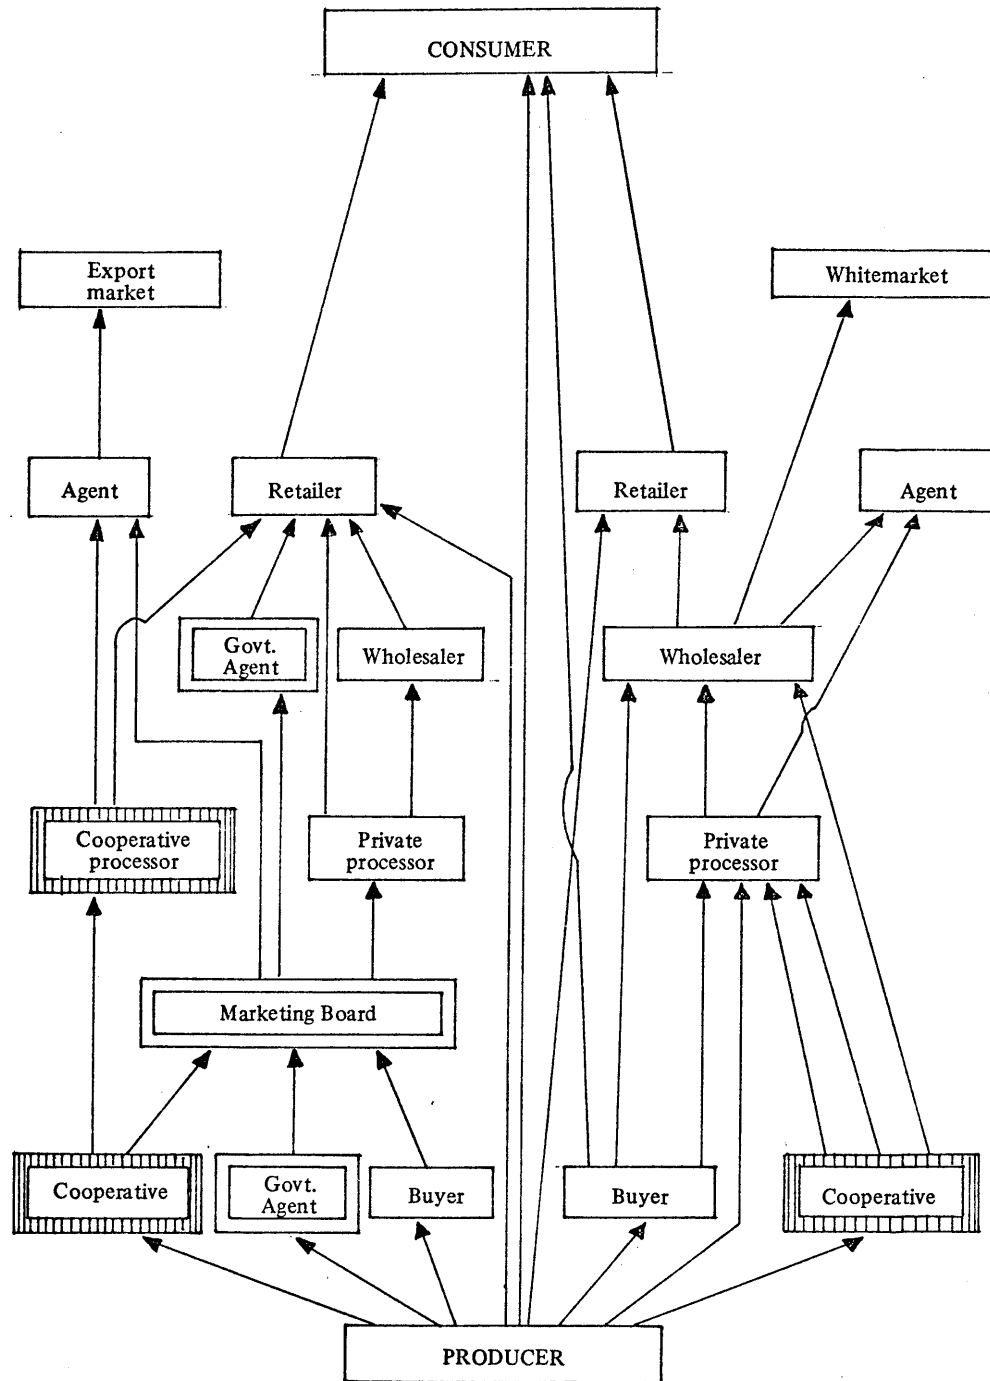 CONSUMER
Export
market
Whitemarket
Agent
Retailer
Retailer
Agent
Govt.
Agent
Wholesaler
Wholesaler
Cooperative
processor
Private
processor
Private
processor
Marketing Board
Cooperative
Govt.
Agent
Buyer
Buyer
Cooperative
PRODUCER